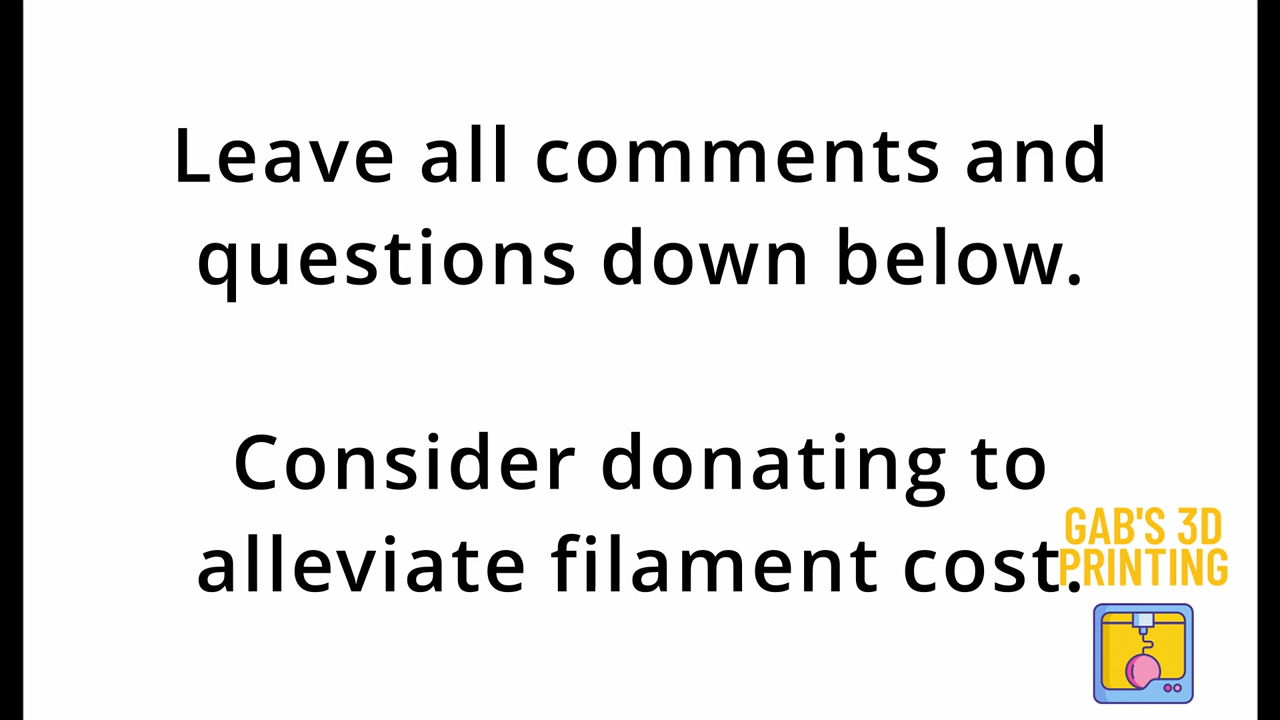 Leave all comments and
questions down below.
Consider donating to
alleviate filament cost.
GAB'S 3D
PRINTING